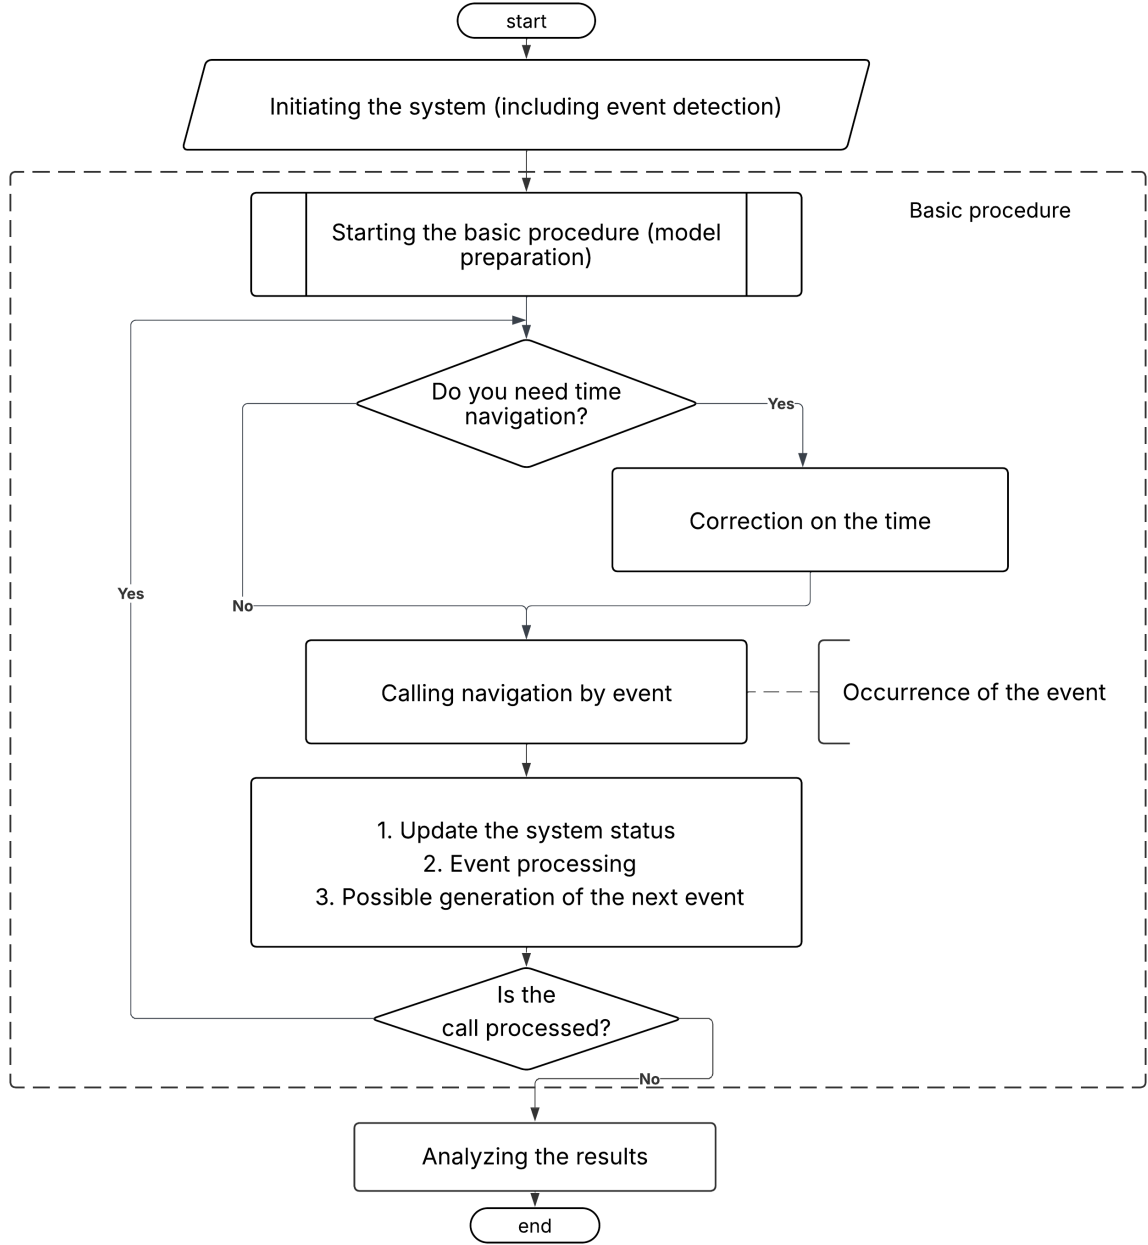 start
Initiating the system (including event detection)
Basic procedure
Starting the basic procedure (model
preparation)
Do you need time
navigation?
Yes
Correction on the time
Yes
No
Calling navigation by event
Occurrence of the event
1. Update the system status
2. Event processing
3. Possible generation of the next event
Is the
call processed?
No
Analyzing the results
end